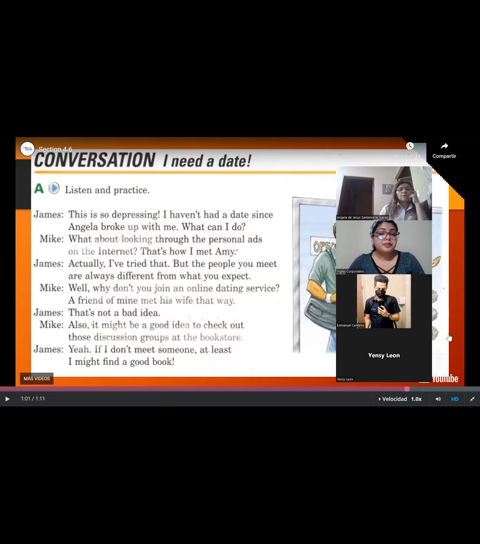 Section 4.6
Compartir
CONVERSATION I need a date!
A Listen and practice.
James: This is so depressing! I haven't had a date since
Angela broke up with me. What can I do?
Mike: What about looking through the personal ads
on the Internet? That's how I met Amy.
James: Actually, I've tried that. But the people you meet
are always different from what you expect.
Mike: Well, why don't you join an online dating service?
A friend of mine met his wife that way.
James: That's not a bad idea.
Mike: Also, it might be a good idea to check out
those discussion groups at the bookstore.
James: Yeah. If I don't meet someone, at least
I might find a good book!
Yensy Leon
Yensy Leon
MÁS VIDEOS
YouTube
1:01 / 1:11
Velocidad 1.0x
HD